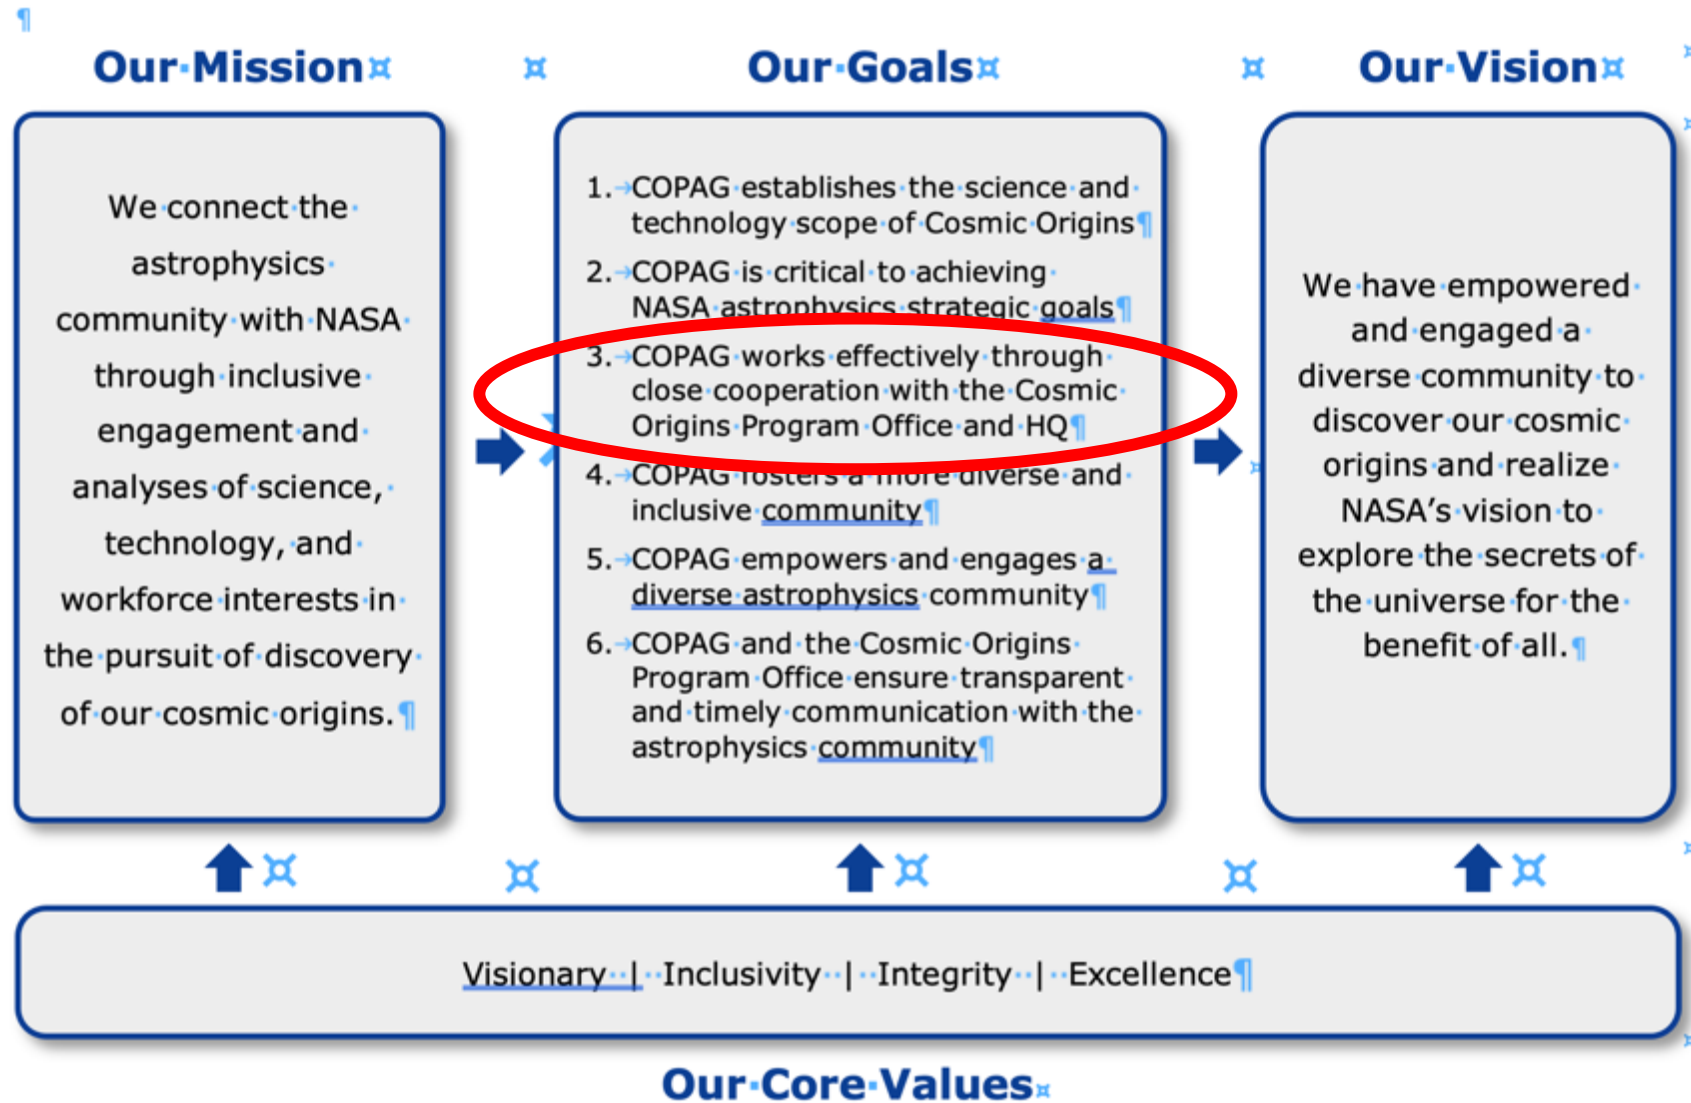 Our Mission
We connect the
astrophysics
community with NASA
through inclusive
engagement and
analyses of science,
technology, and
workforce interests in
the pursuit of discovery
of our cosmic origins.
Our Goals
1. COPAG establishes the science and
technology scope of Cosmic Origins
2. COPAG is critical to achieving
NASA astrophysics strategic goals
3. COPAG works effectively through
close cooperation with the Cosmic
Origins Program Office and HQ
4. COPAG fosters a more diverse and
inclusive community
5. COPAG empowers and engages a
diverse astrophysics community
6. COPAG and the Cosmic Origins
Program Office ensure transparent
and timely communication with the
astrophysics community
Our Vision
We have empowered
and engaged a
diverse community to
discover our cosmic
origins and realize
NASA's vision to
explore the secrets of
the universe for the
benefit of all.
Visionary | Inclusivity | Integrity | Excellence
Our Core Values